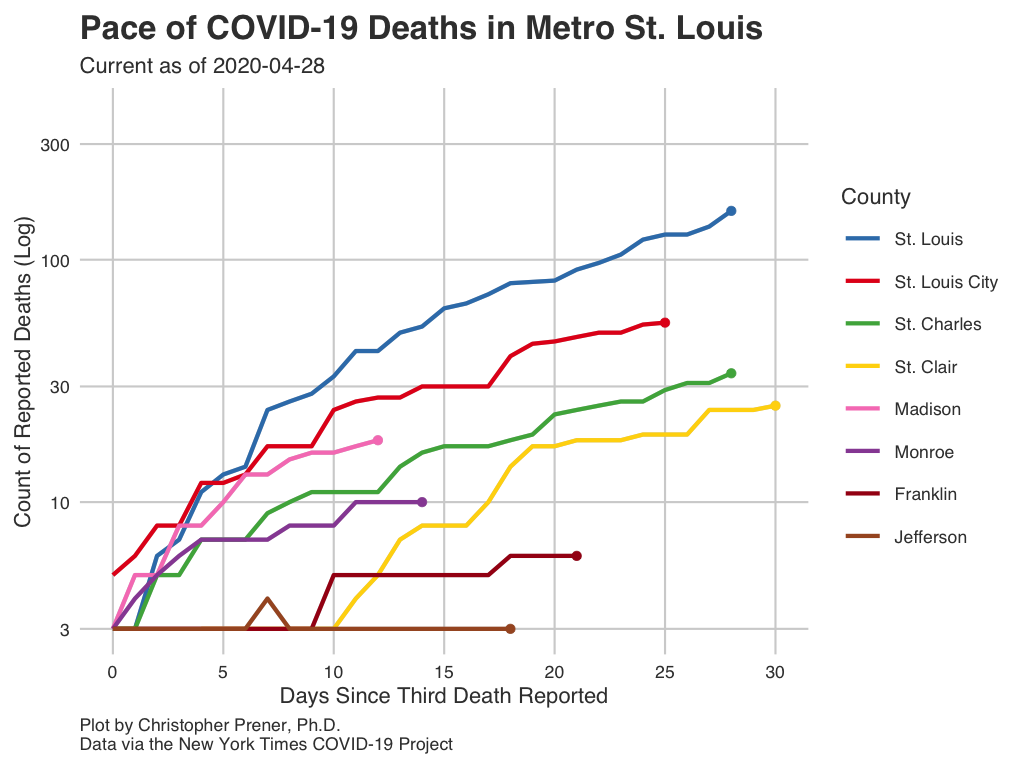 Pace of COVID-19 Deaths in Metro St. Louis
Current as of 2020-04-28
Count of Reported Deaths (Log)
300
100
30
10
3
0 5 10 15 20 25 30
Days Since Third Death Reported
County
St. Louis
St. Louis City
St. Charles
St. Clair
Madison
Monroe
Franklin
Jefferson
Plot by Christopher Prener, Ph.D.
Data via the New York Times COVID-19 Project